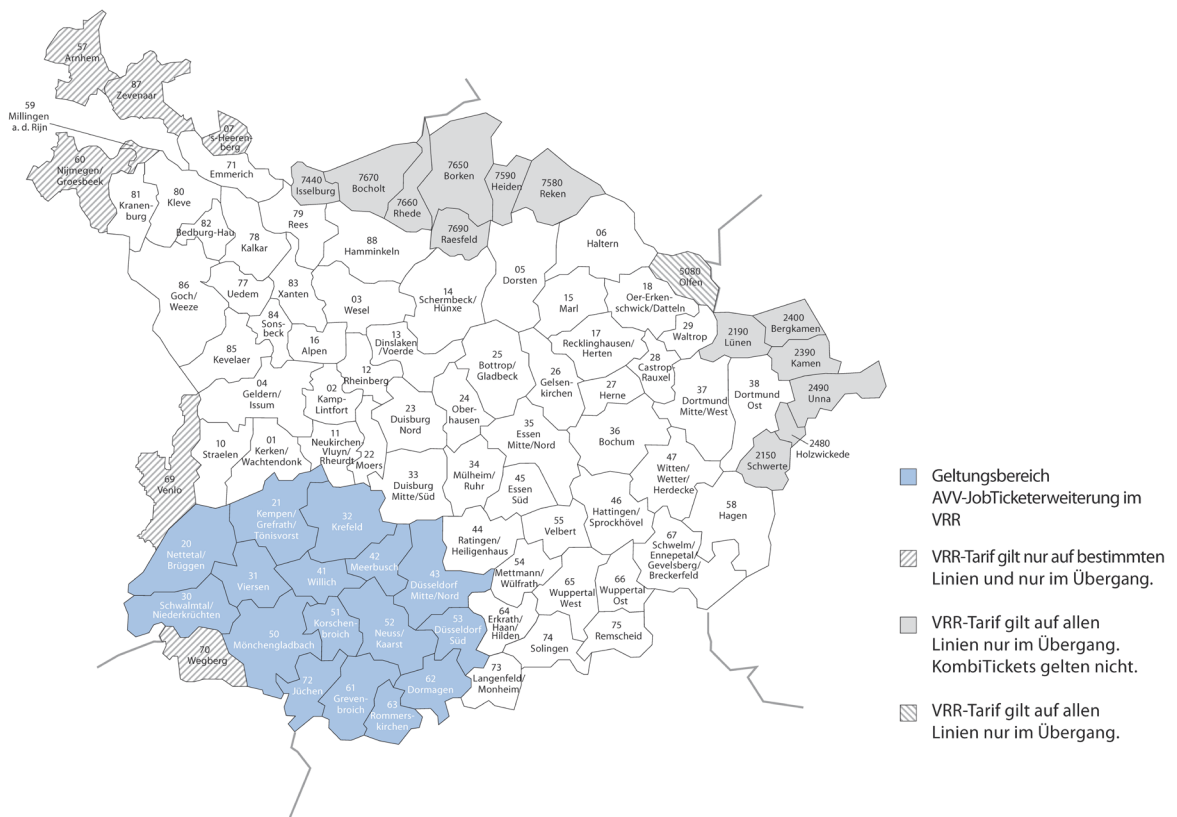 57
Arnhem
87
Zevenaar
59
Millingen
a. d. Rijn
07
's-Heeren-
berg
60
Nijmegen/
Groesbeek
71
Emmerich
81
Kranen-
burg
80
Kleve
82
Bedburg-Hau
78
Kalkar
79
Rees
7440
Isselburg
7670
Bocholt
7660
Rhede
7650
Borken
7590
Heiden
7580
Reken
7690
Raesfeld
88
Hamminkeln
06
Haltern
5080
Olfen
86
Goch/
Weeze
77
Uedem
83
Xanten
03
Wesel
14
Schermbeck/
Hünxe
05
Dorsten
15
Marl
18
Oer-Erken-
schwick/Datteln
29
Waltrop
2190
Lünen
2400
Bergkamen
2390
Kamen
2490
Unna
2480
Holzwickede
2150
Schwerte
84
Sons-
beck
85
Kevelaer
16
Alpen
13
Dinslaken
/Voerde
12
Rheinberg
17
Recklinghausen/
Herten
28
Castrop-
Rauxel
25
Bottrop/
Gladbeck
26
Gelsen-
kirchen
27
Herne
37
Dortmund
Mitte/West
38
Dortmund
Ost
04
Geldern/
Issum
02
Kamp-
Lintfort
23
Duisburg
Nord
24
Ober-
hausen
35
Essen
Mitte/Nord
36
Bochum
10
Straelen
01
Kerken/
Wachtendonk
11
Neukirchen/
Vluyn/
Rheurdt
22
Moers
33
Duisburg
Mitte/Süd
34
Mülheim/
Ruhr
45
Essen
Süd
47
Witten/
Wetter/
Herdecke
46
Hattingen/
Sprockhövel
58
Hagen
69
Venlo
21
Kempen/
Grefrath/
Tönisvorst
32
Krefeld
20
Nettetal/
Brüggen
31
Viersen
41
Willich
42
Meerbusch
43
Düsseldorf
Mitte/Nord
44
Ratingen/
Heiligenhaus
55
Velbert
67
Schwelm/
Ennepetal/
Gevelsberg/
Breckerfeld
54
Mettmann/
Wülfrath
65
Wuppertal
West
66
Wuppertal
Ost
30
Schwalmtal/
Niederkrüchten
50
Mönchengladbach
51
Korschen-
broich
52
Neuss/
Kaarst
53
Düsseldorf
Süd
64
Erkrath/
Haan/
Hilden
74
Solingen
75
Remscheid
70
Wegberg
72
Jüchen
61
Greven-
broich
63
Rommers-
kirchen
62
Dormagen
73
Langenfeld/
Monheim
Geltungsbereich
AVV-JobTicketerweiterung im
VRR
VRR-Tarif gilt nur auf bestimmten
Linien und nur im Übergang.
VRR-Tarif gilt auf allen
Linien nur im Übergang.
KombiTickets gelten nicht.
VRR-Tarif gilt auf allen
Linien nur im Übergang.